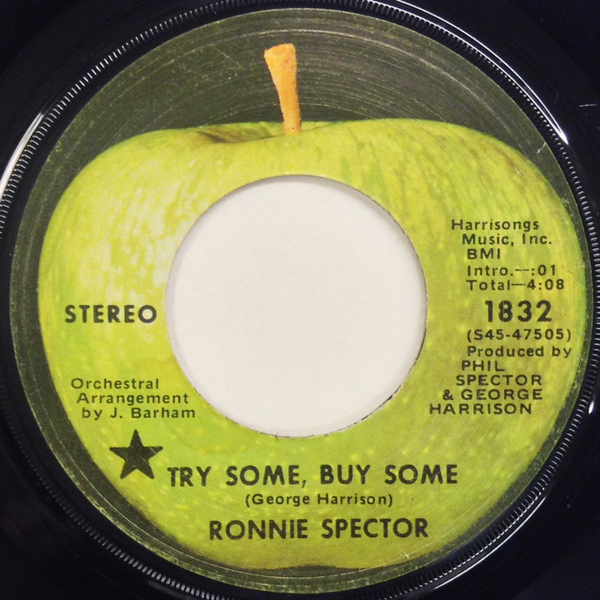 Harrisongs
Music, Inc.
BMI
Intro.—:01
Total—4:08
STEREO
1832
(S45-47505)
Produced by
PHIL
SPECTOR
& GEORGE
HARRISON
Orchestral
Arrangement
by J. Barham
TRY SOME, BUY SOME
(George Harrison)
RONNIE SPECTOR